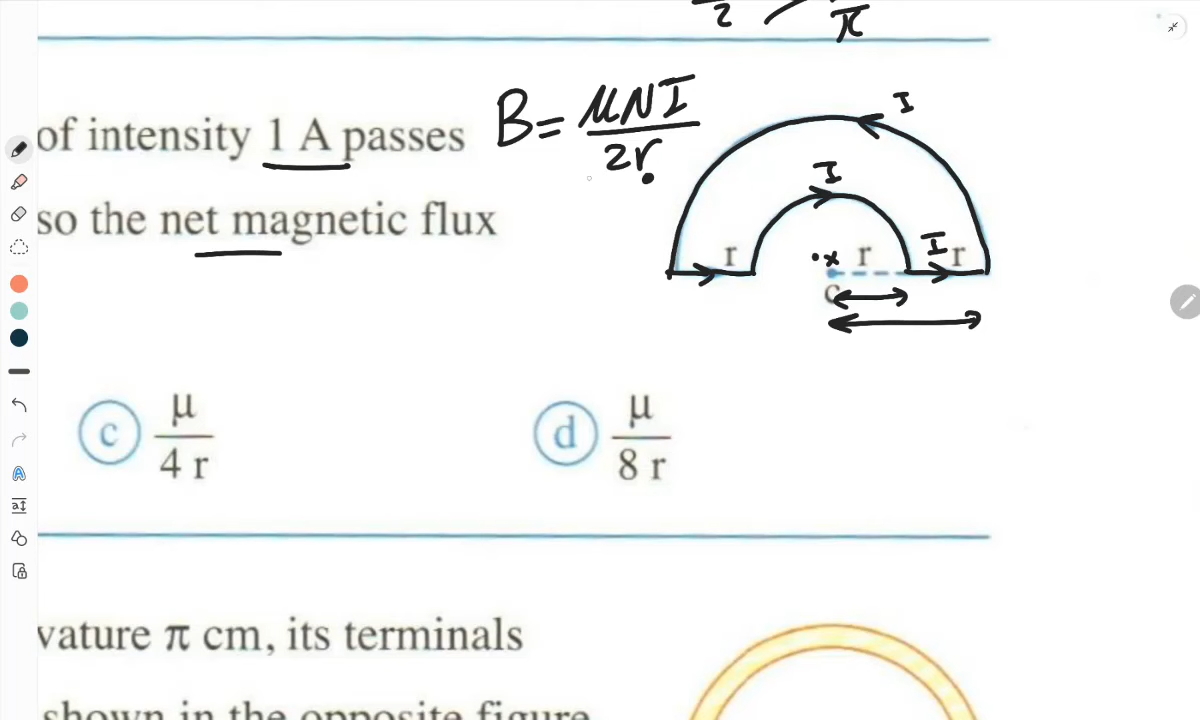 2 π
of intensity 1 A passes B = μNI / 2r I
I
so the net magnetic flux
r x r I r
c
c μ / 4 r d μ / 8 r
vature π cm, its terminals
shown in the opposite figure